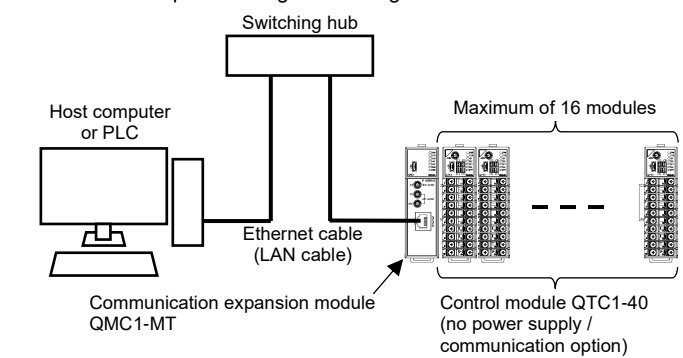 Switching hub
Host computer
or PLC
Maximum of 16 modules
Ethernet cable
(LAN cable)
Communication expansion module
QMC1-MT
Control module QTC1-40
(no power supply /
communication option)